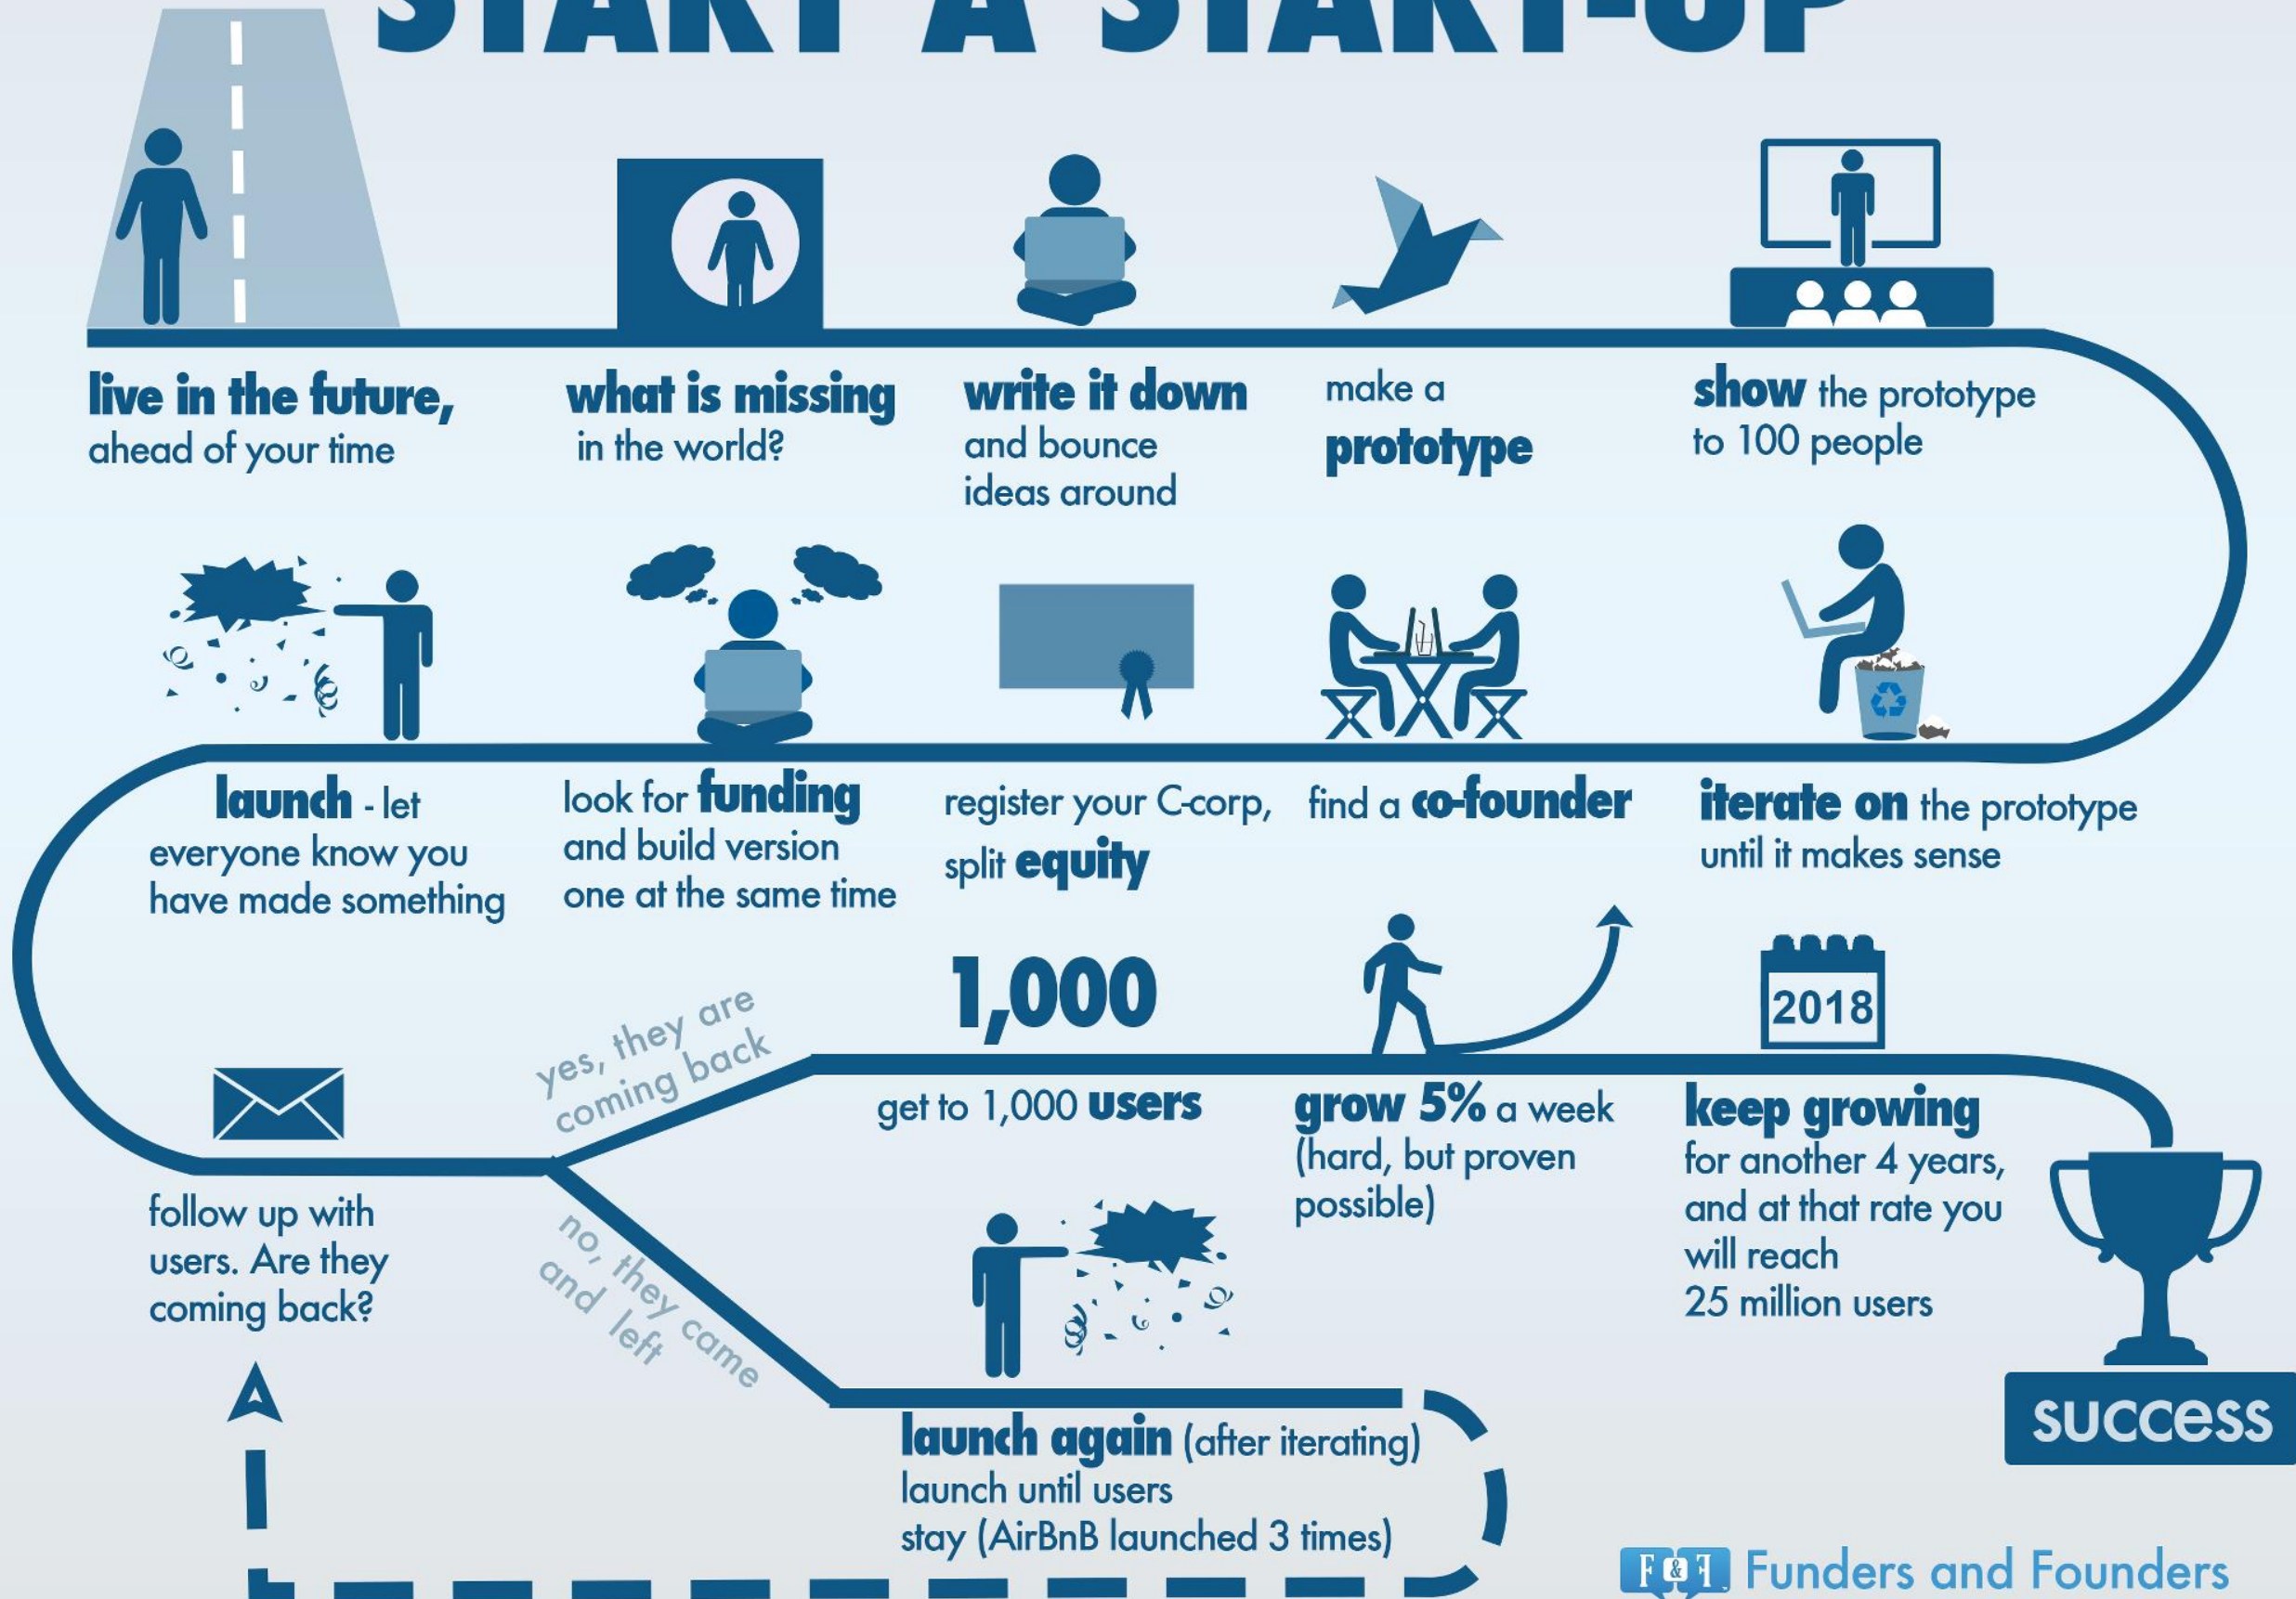 START A START-UP
live in the future,
ahead of your time
what is missing
in the world?
write it down
and bounce
ideas around
make a
prototype
show the prototype
to 100 people
iterate on the prototype
until it makes sense
find a co-founder
register your C-corp,
split equity
look for funding
and build version
one at the same time
launch - let
everyone know you
have made something
follow up with
users. Are they
coming back?
yes, they are
coming back
1,000
get to 1,000 users
grow 5% a week
(hard, but proven
possible)
2018
keep growing
for another 4 years,
and at that rate you
will reach
25 million users
success
no, they came
and left
launch again (after iterating)
launch until users
stay (AirBnB launched 3 times)
F&F Funders and Founders